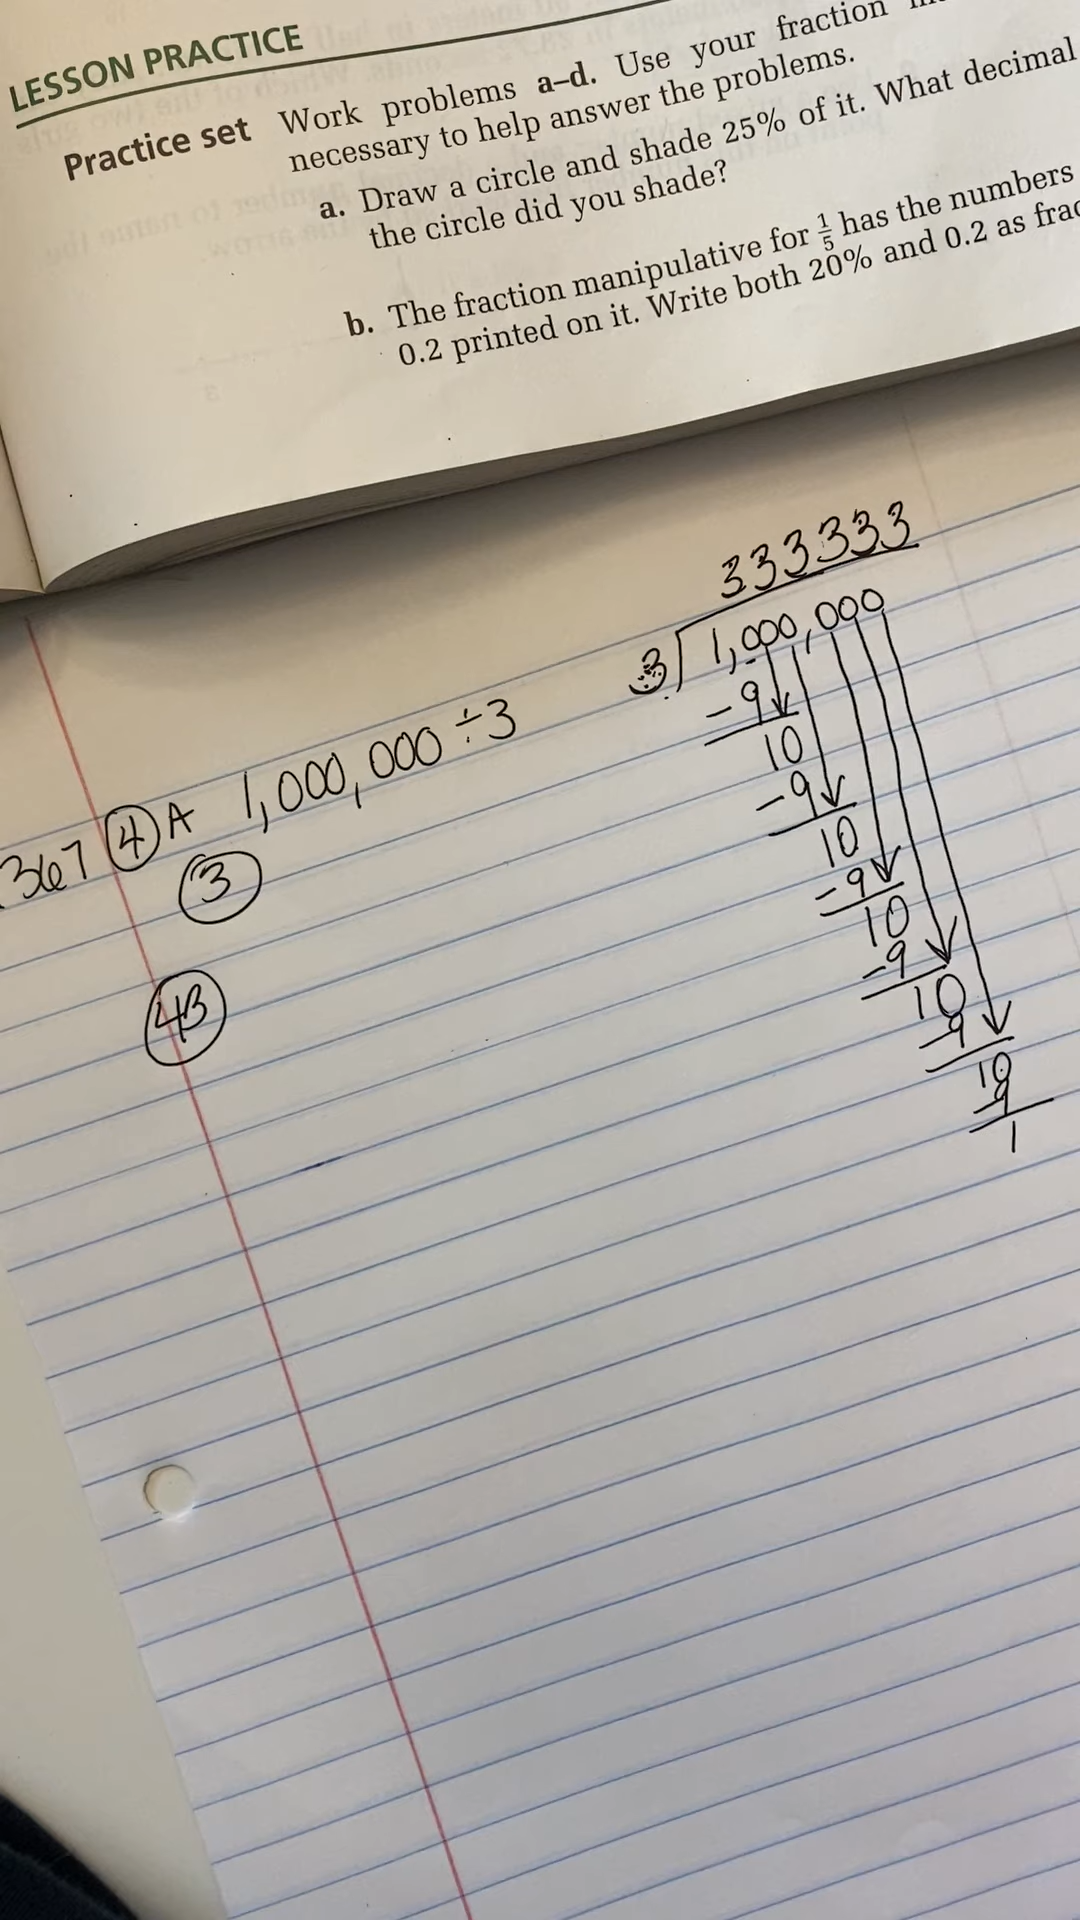 LESSON PRACTICE
Practice set Work problems a–d. Use your fraction
necessary to help answer the problems.
a. Draw a circle and shade 25% of it. What decimal
the circle did you shade?
b. The fraction manipulative for 1/5 has the numbers
0.2 printed on it. Write both 20% and 0.2 as frac
333333
3 1,000,000
-9
10
-9
10
-9
10
-9
10
9
10
9
1
367 4 A 1,000,000 ÷ 3
3
4B